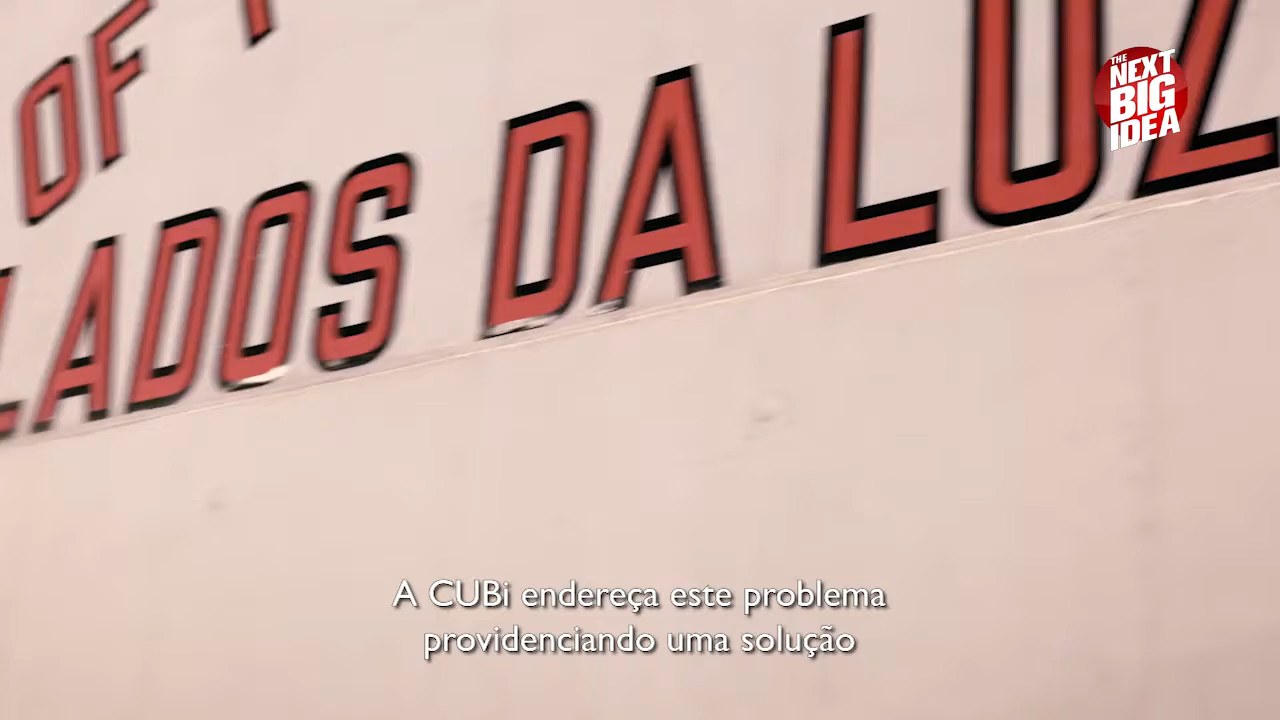 OF
LADOS DA LUZ
THE
NEXT
BIG
IDEA
A CUBi endereça este problema
providenciando uma solução